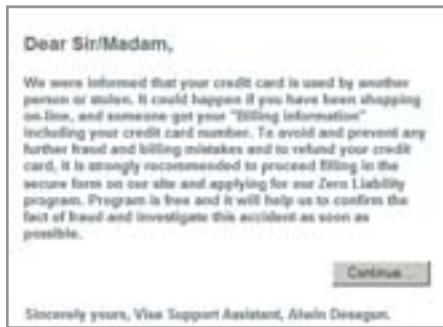 Dear Sir/Madam,
We were informed that your credit card is used by another
person or stolen. It could happen if you have been shopping
on-line, and someone got your "Billing information"
including your credit card number. To avoid and prevent any
further fraud and billing mistakes and to refund your credit
card, it is strongly recommended to proceed filling in the
secure form on our site and applying for our Zero Liability
program. Program is free and it will help us to confirm the
fact of fraud and investigate this accident as soon as
possible.
Continue...
Sincerely yours, Visa Support Assistant, Alwin Desagun.